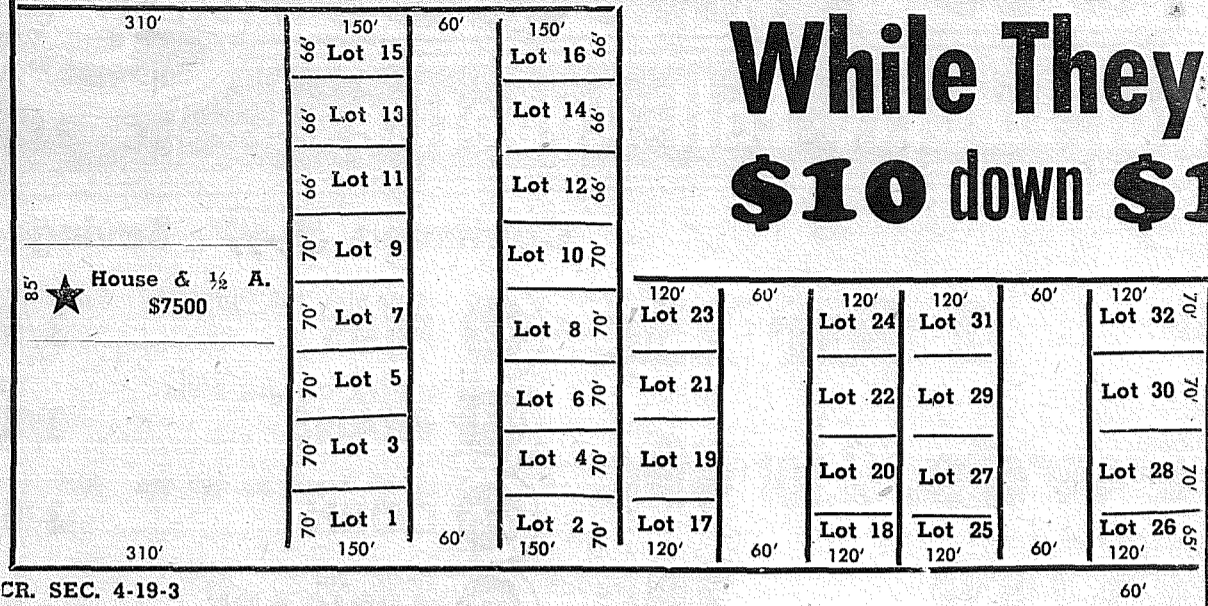 310' 150' 60' 150'
66' Lot 15 Lot 16 66'
66' Lot 13 Lot 14 66'
66' Lot 11 Lot 12 66'
70' Lot 9 Lot 10 70'
70' Lot 7 Lot 8 70'
70' Lot 5 Lot 6 70'
70' Lot 3 Lot 4 70'
70' Lot 1 Lot 2 70'
310' 150' 60' 150'
85' House & ½ A.
$7500
While They
$10 down $1
120' 60' 120' 120' 60' 120'
Lot 23 Lot 24 Lot 31 Lot 32 70'
Lot 21 Lot 22 Lot 29 Lot 30 70'
Lot 19 Lot 20 Lot 27 Lot 28 70'
Lot 17 Lot 18 Lot 25 Lot 26 65'
120' 60' 120' 120' 60' 120'
CR. SEC. 4-19-3 60'